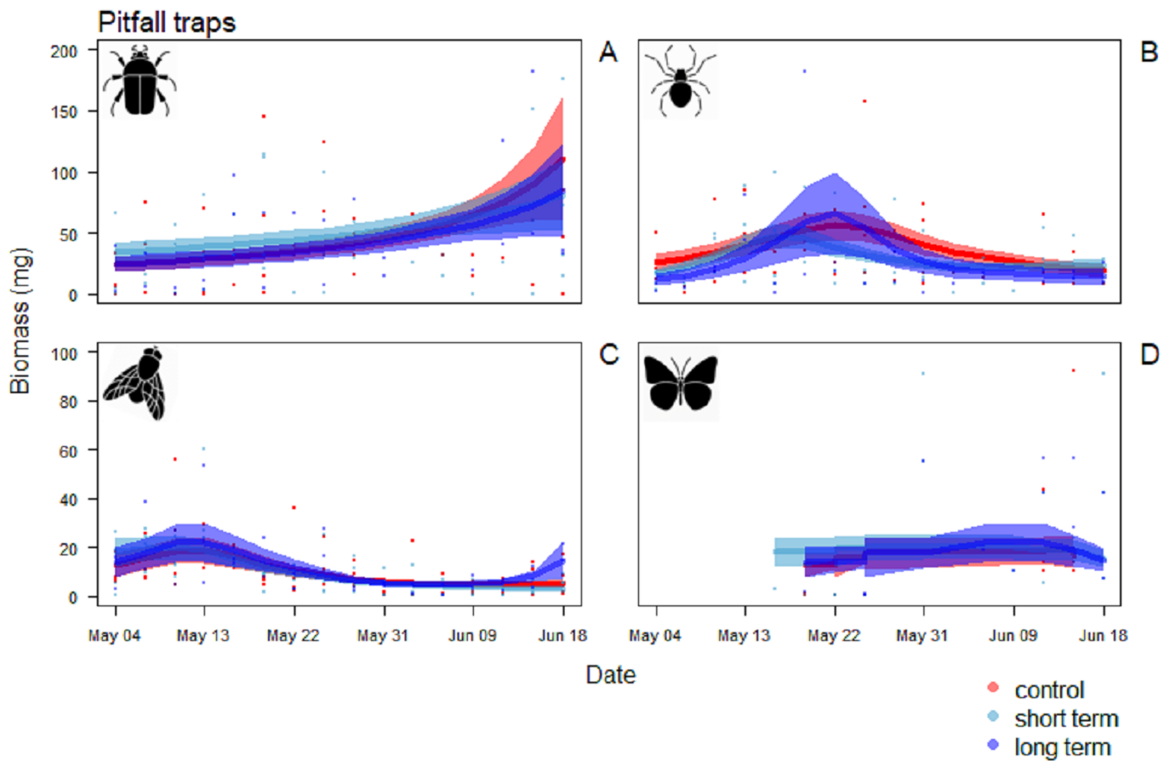 Pitfall traps
A
B
200
150
100
50
0
Biomass (mg)
C
D
100
80
60
40
20
0
May 04 May 13 May 22 May 31 Jun 09 Jun 18
May 04 May 13 May 22 May 31 Jun 09 Jun 18
Date
control
short term
long term